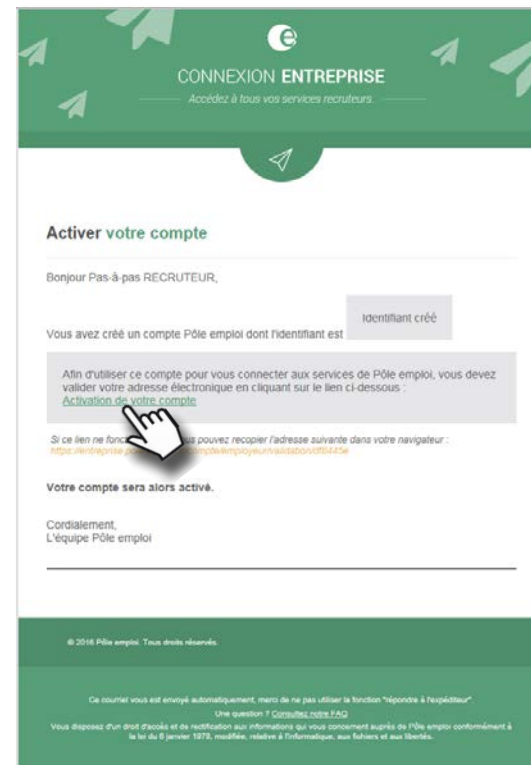 CONNEXION ENTREPRISE
Accédez à tous vos services recruteurs.
Activer votre compte
Bonjour Pas-à-pas RECRUTEUR,
Identifiant créé
Vous avez créé un compte Pôle emploi dont l'identifiant est
Afin d'utiliser ce compte pour vous connecter aux services de Pôle emploi, vous devez
valider votre adresse électronique en cliquant sur le lien ci-dessous :
Activation de votre compte
Si ce lien ne pouvez recopier l'adresse suivante dans votre navigateur :
Votre compte sera alors activé.
Cordialement,
L'équipe Pôle emploi
© 2016 Pôle emploi. Tous droits réservés.
Ce courriel vous est envoyé automatiquement, merci de ne pas utiliser la fonction "répondre à l'expéditeur".
Une question ? Consultez notre FAQ
Vous disposez d'un droit d'accès et de rectification aux informations qui vous concernent auprès de Pôle emploi conformément à
la loi du 6 janvier 1978, modifiée, relative à l'informatique, aux fichiers et aux libertés.